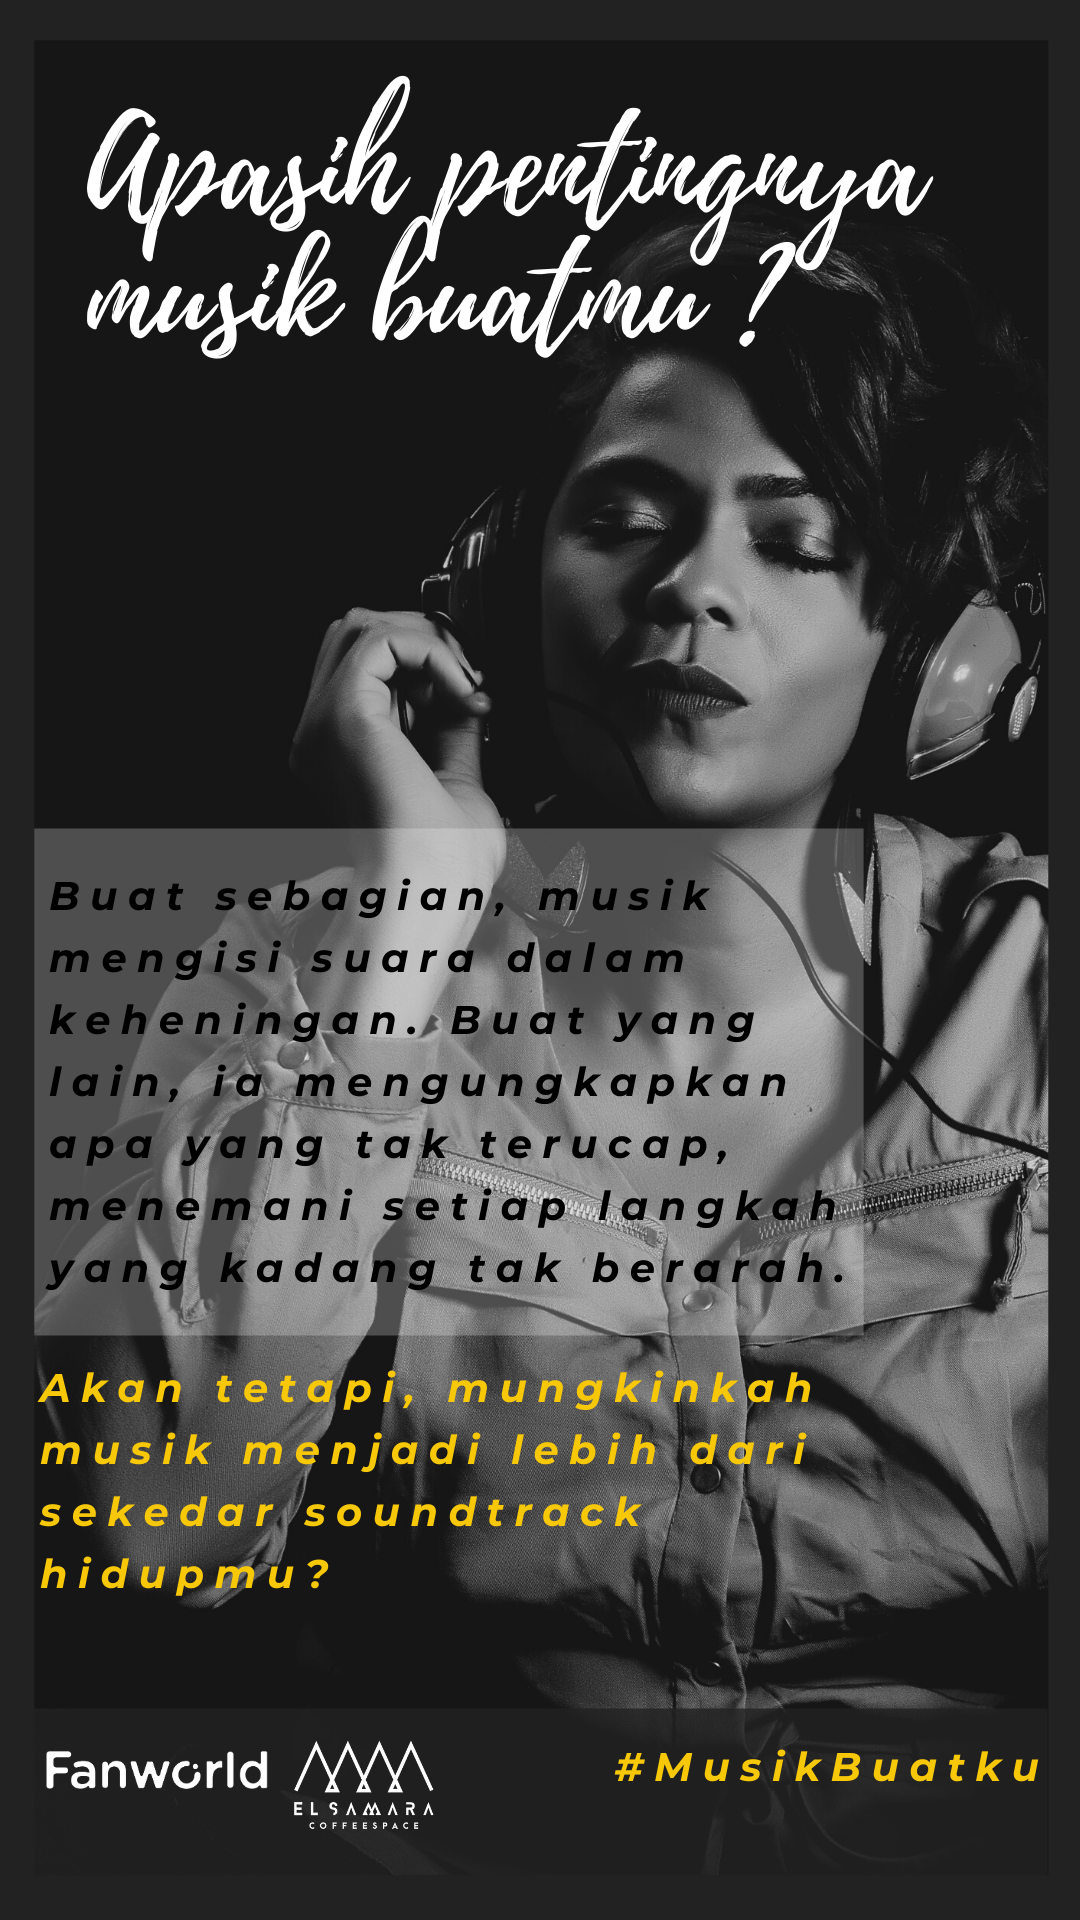 Apasih pentingnya
musik buatmu ?
Buat sebagian, musik
mengisi suara dalam
keheningan. Buat yang
lain, ia mengungkapkan
apa yang tak terucap,
menemani setiap langkah
yang kadang tak berarah.
Akan tetapi, mungkinkah
musik menjadi lebih dari
sekedar soundtrack
hidupmu?
Fanworld
EL SAMARA
COFFEESPACE
#MusikBuatku